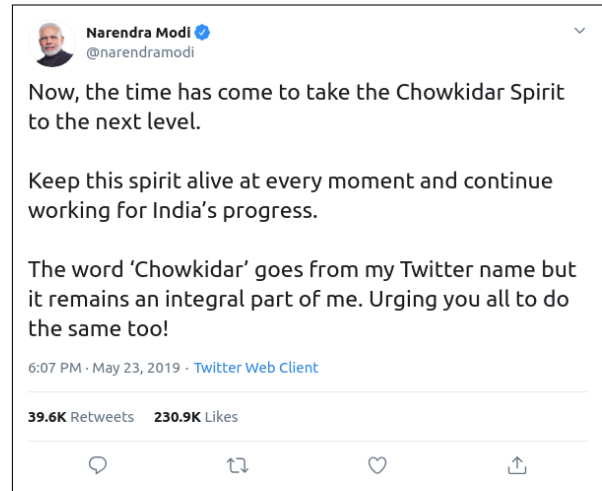 Narendra Modi
@narendramodi
Now, the time has come to take the Chowkidar Spirit
to the next level.
Keep this spirit alive at every moment and continue
working for India’s progress.
The word ‘Chowkidar’ goes from my Twitter name but
it remains an integral part of me. Urging you all to do
the same too!
6:07 PM · May 23, 2019 · Twitter Web Client
39.6K Retweets 230.9K Likes